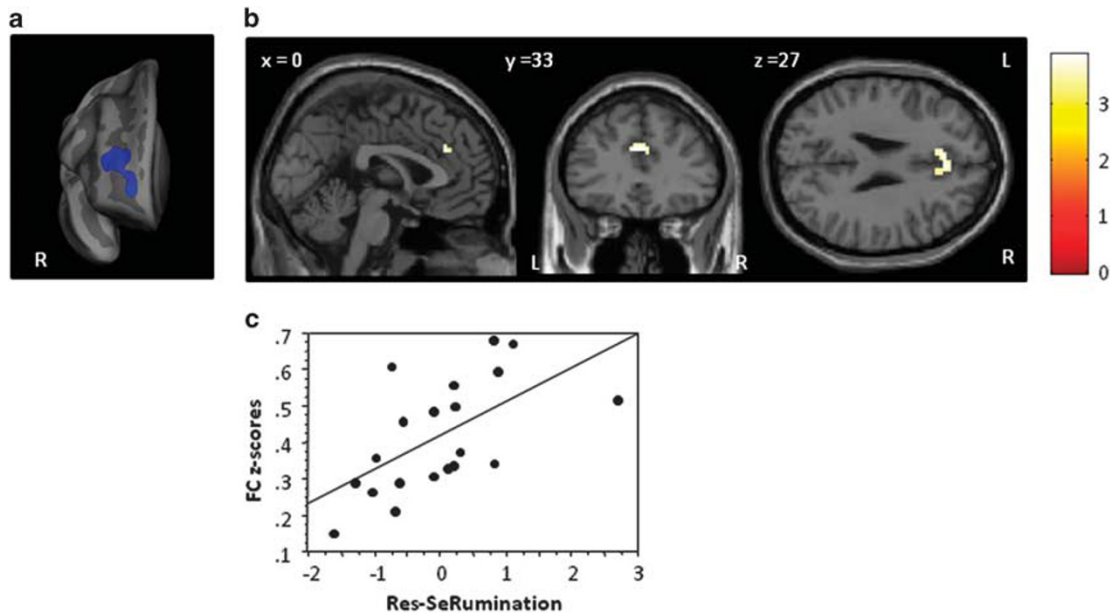 a
b
R
x = 0
y =33
z =27
L
L
R
R
3
2
1
0
c
.7
.6
.5
.4
.3
.2
.1
FC z-scores
-2 -1 0 1 2 3
Res-SeRumination